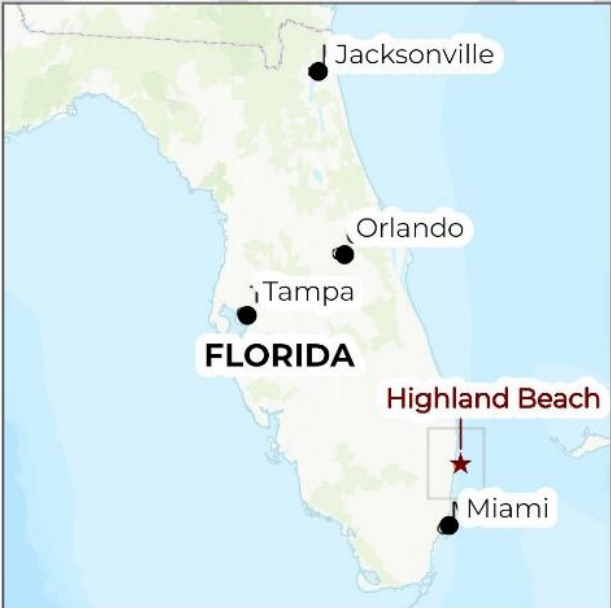 Jacksonville
Orlando
Tampa
FLORIDA
Highland Beach
Miami